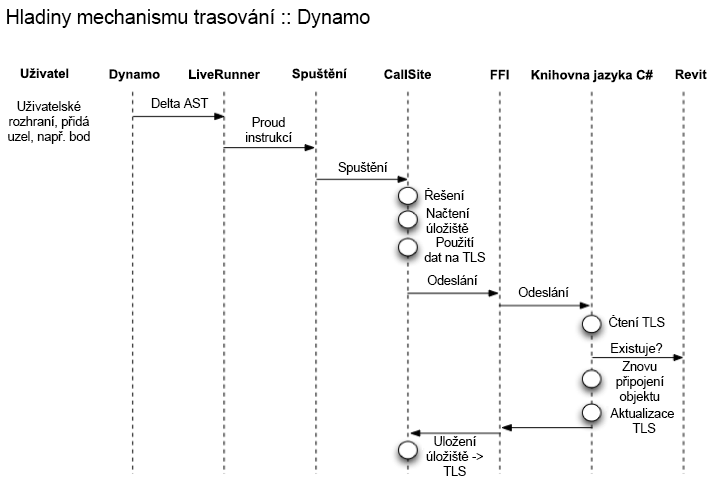 Hladiny mechanismu trasování :: Dynamo
Uživatel
Dynamo
LiveRunner
Spuštění
CallSite
FFI
Knihovna jazyka C#
Revit
Uživatelské
rozhraní, přidá
uzel, např. bod
Delta AST
Proud
instrukcí
Spuštění
Řešení
Načtení
úložiště
Použití
dat na TLS
Odeslání
Odeslání
Čtení TLS
Existuje?
Znovu
připojení
objektu
Aktualizace
TLS
Uložení
úložiště ->
TLS